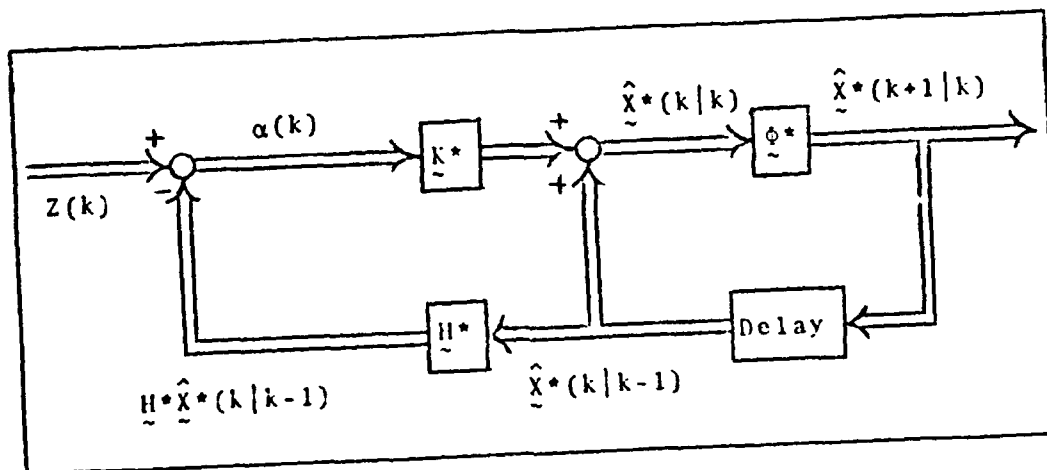 X̂*(k|k)
X̂*(k+1|k)
+
α(k)
K*
+
Φ*
-
+
Z(k)
H*
Delay
H*X̂*(k|k-1)
X̂*(k|k-1)